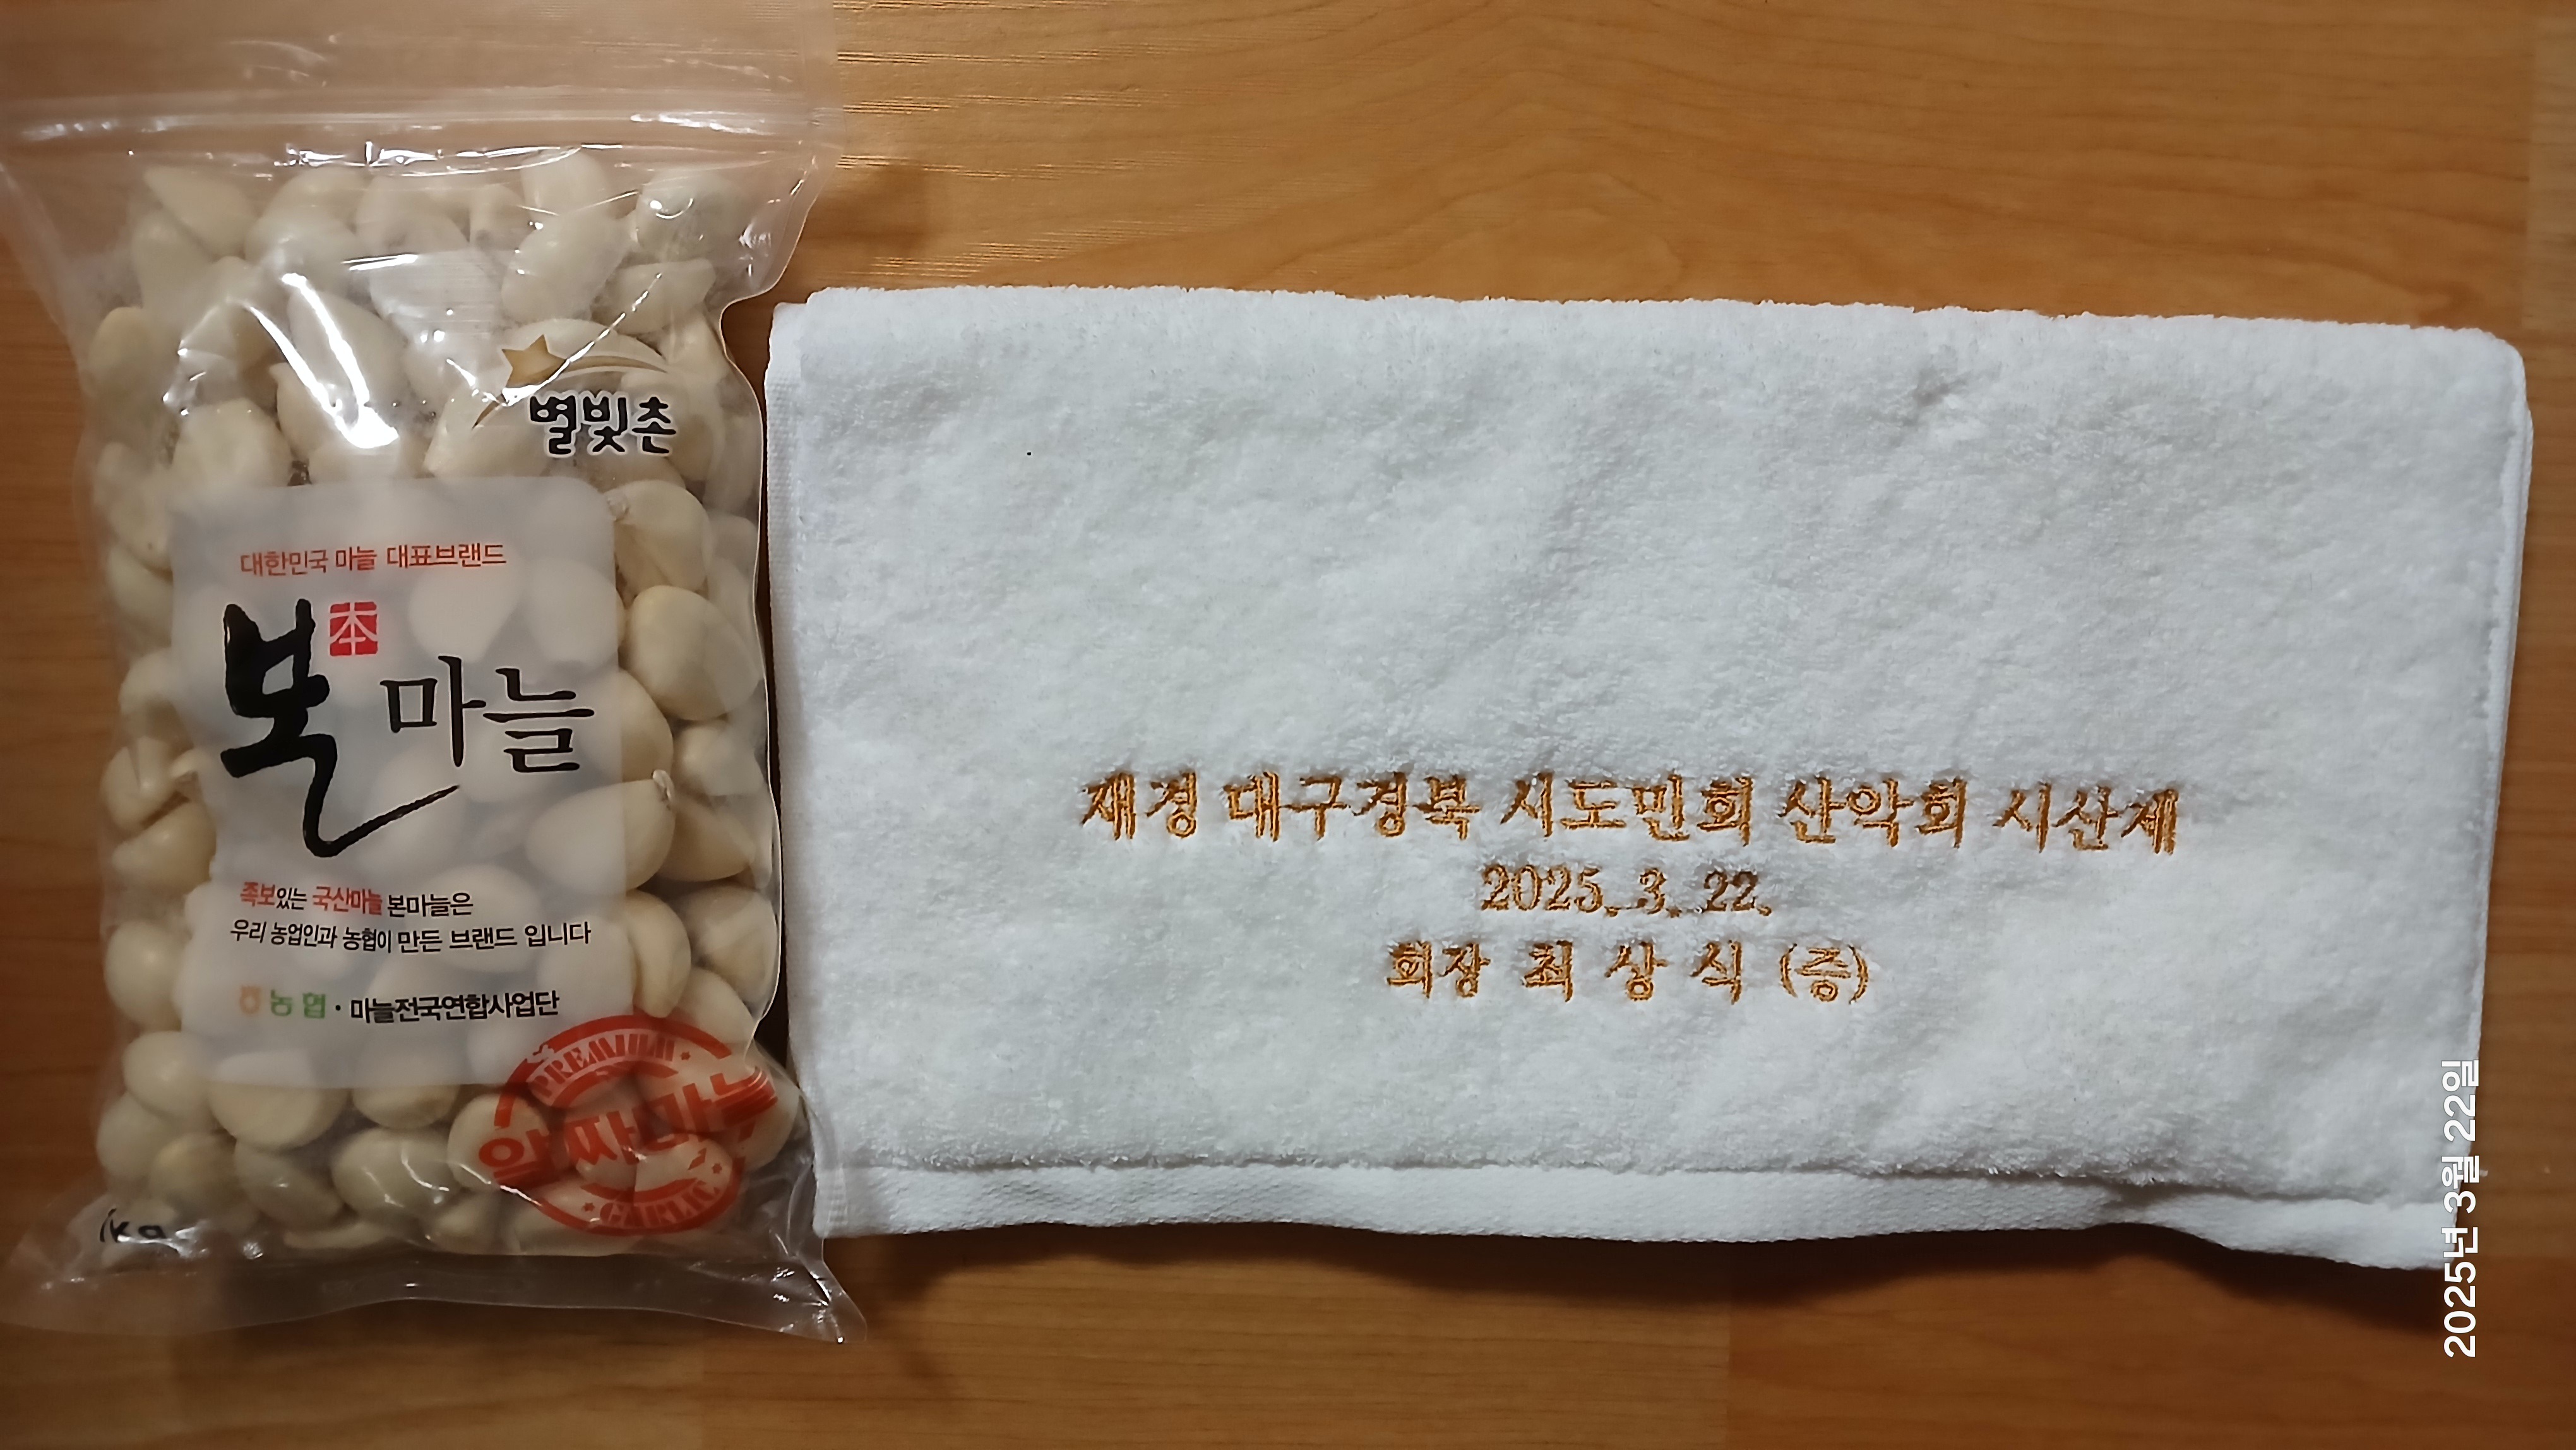 별빛촌
대한민국 마늘 대표브랜드
本
본마늘
족보있는 국산마늘 본마늘은
우리 농업인과 농협이 만든 브랜드 입니다
농협·마늘전국연합사업단
PREMIUM
알짜마늘
GARLIC
1kg
재경 대구경북 시도민회 산악회 시산제
2025. 3. 22.
회장 최 상 식 (증)
2025년 3월 22일